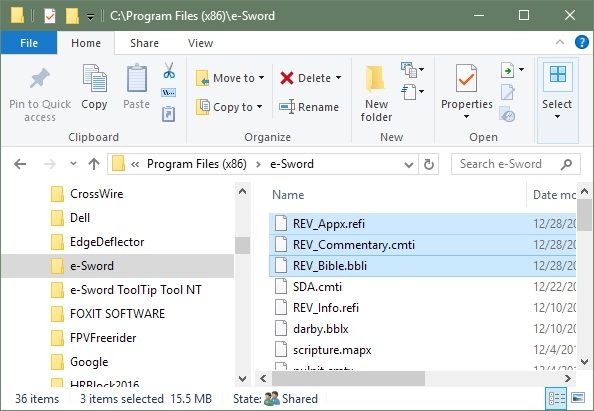 C:\Program Files (x86)\e-Sword
File Home Share View
Pin to Quick access
Copy
Paste
Move to
Copy to
Delete
Rename
New folder
Properties
Select
Clipboard Organize New Open
« Program Files (x86) > e-Sword
Search e-Sword
CrossWire
Dell
EdgeDeflector
e-Sword
e-Sword ToolTip Tool NT
FOXIT SOFTWARE
FPVFreerider
Google
HRBlock2016
Name Date mo
REV_Appx.refi 12/28/20
REV_Commentary.cmti 12/28/20
REV_Bible.bbli 12/28/20
SDA.cmti 12/22/20
REV_Info.refi 12/10/20
darby.bblx 12/10/20
scripture.mapx 12/4/201
36 items 3 items selected 15.5 MB State: Shared